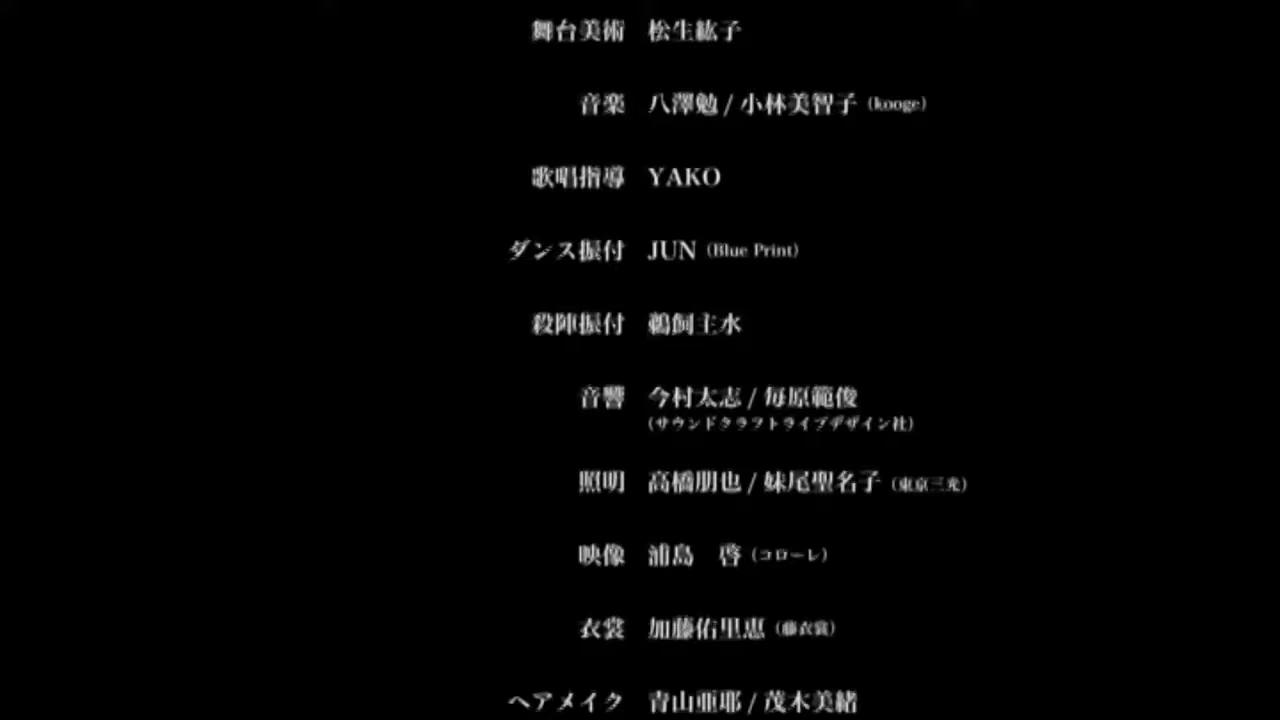 舞台美術 松生紘子
音楽 八澤勉 / 小林美智子 (kooge)
歌唱指導 YAKO
ダンス振付 JUN (Blue Print)
殺陣振付 鵜飼主水
音響 今村太志 / 毎原範俊
(サウンドクラフトライブデザイン社)
照明 高橋朋也 / 妹尾聖名子 (東京三光)
映像 浦島 啓 (コローレ)
衣裳 加藤佑里恵 (藤衣裳)
ヘアメイク 青山亜耶 / 茂木美緒